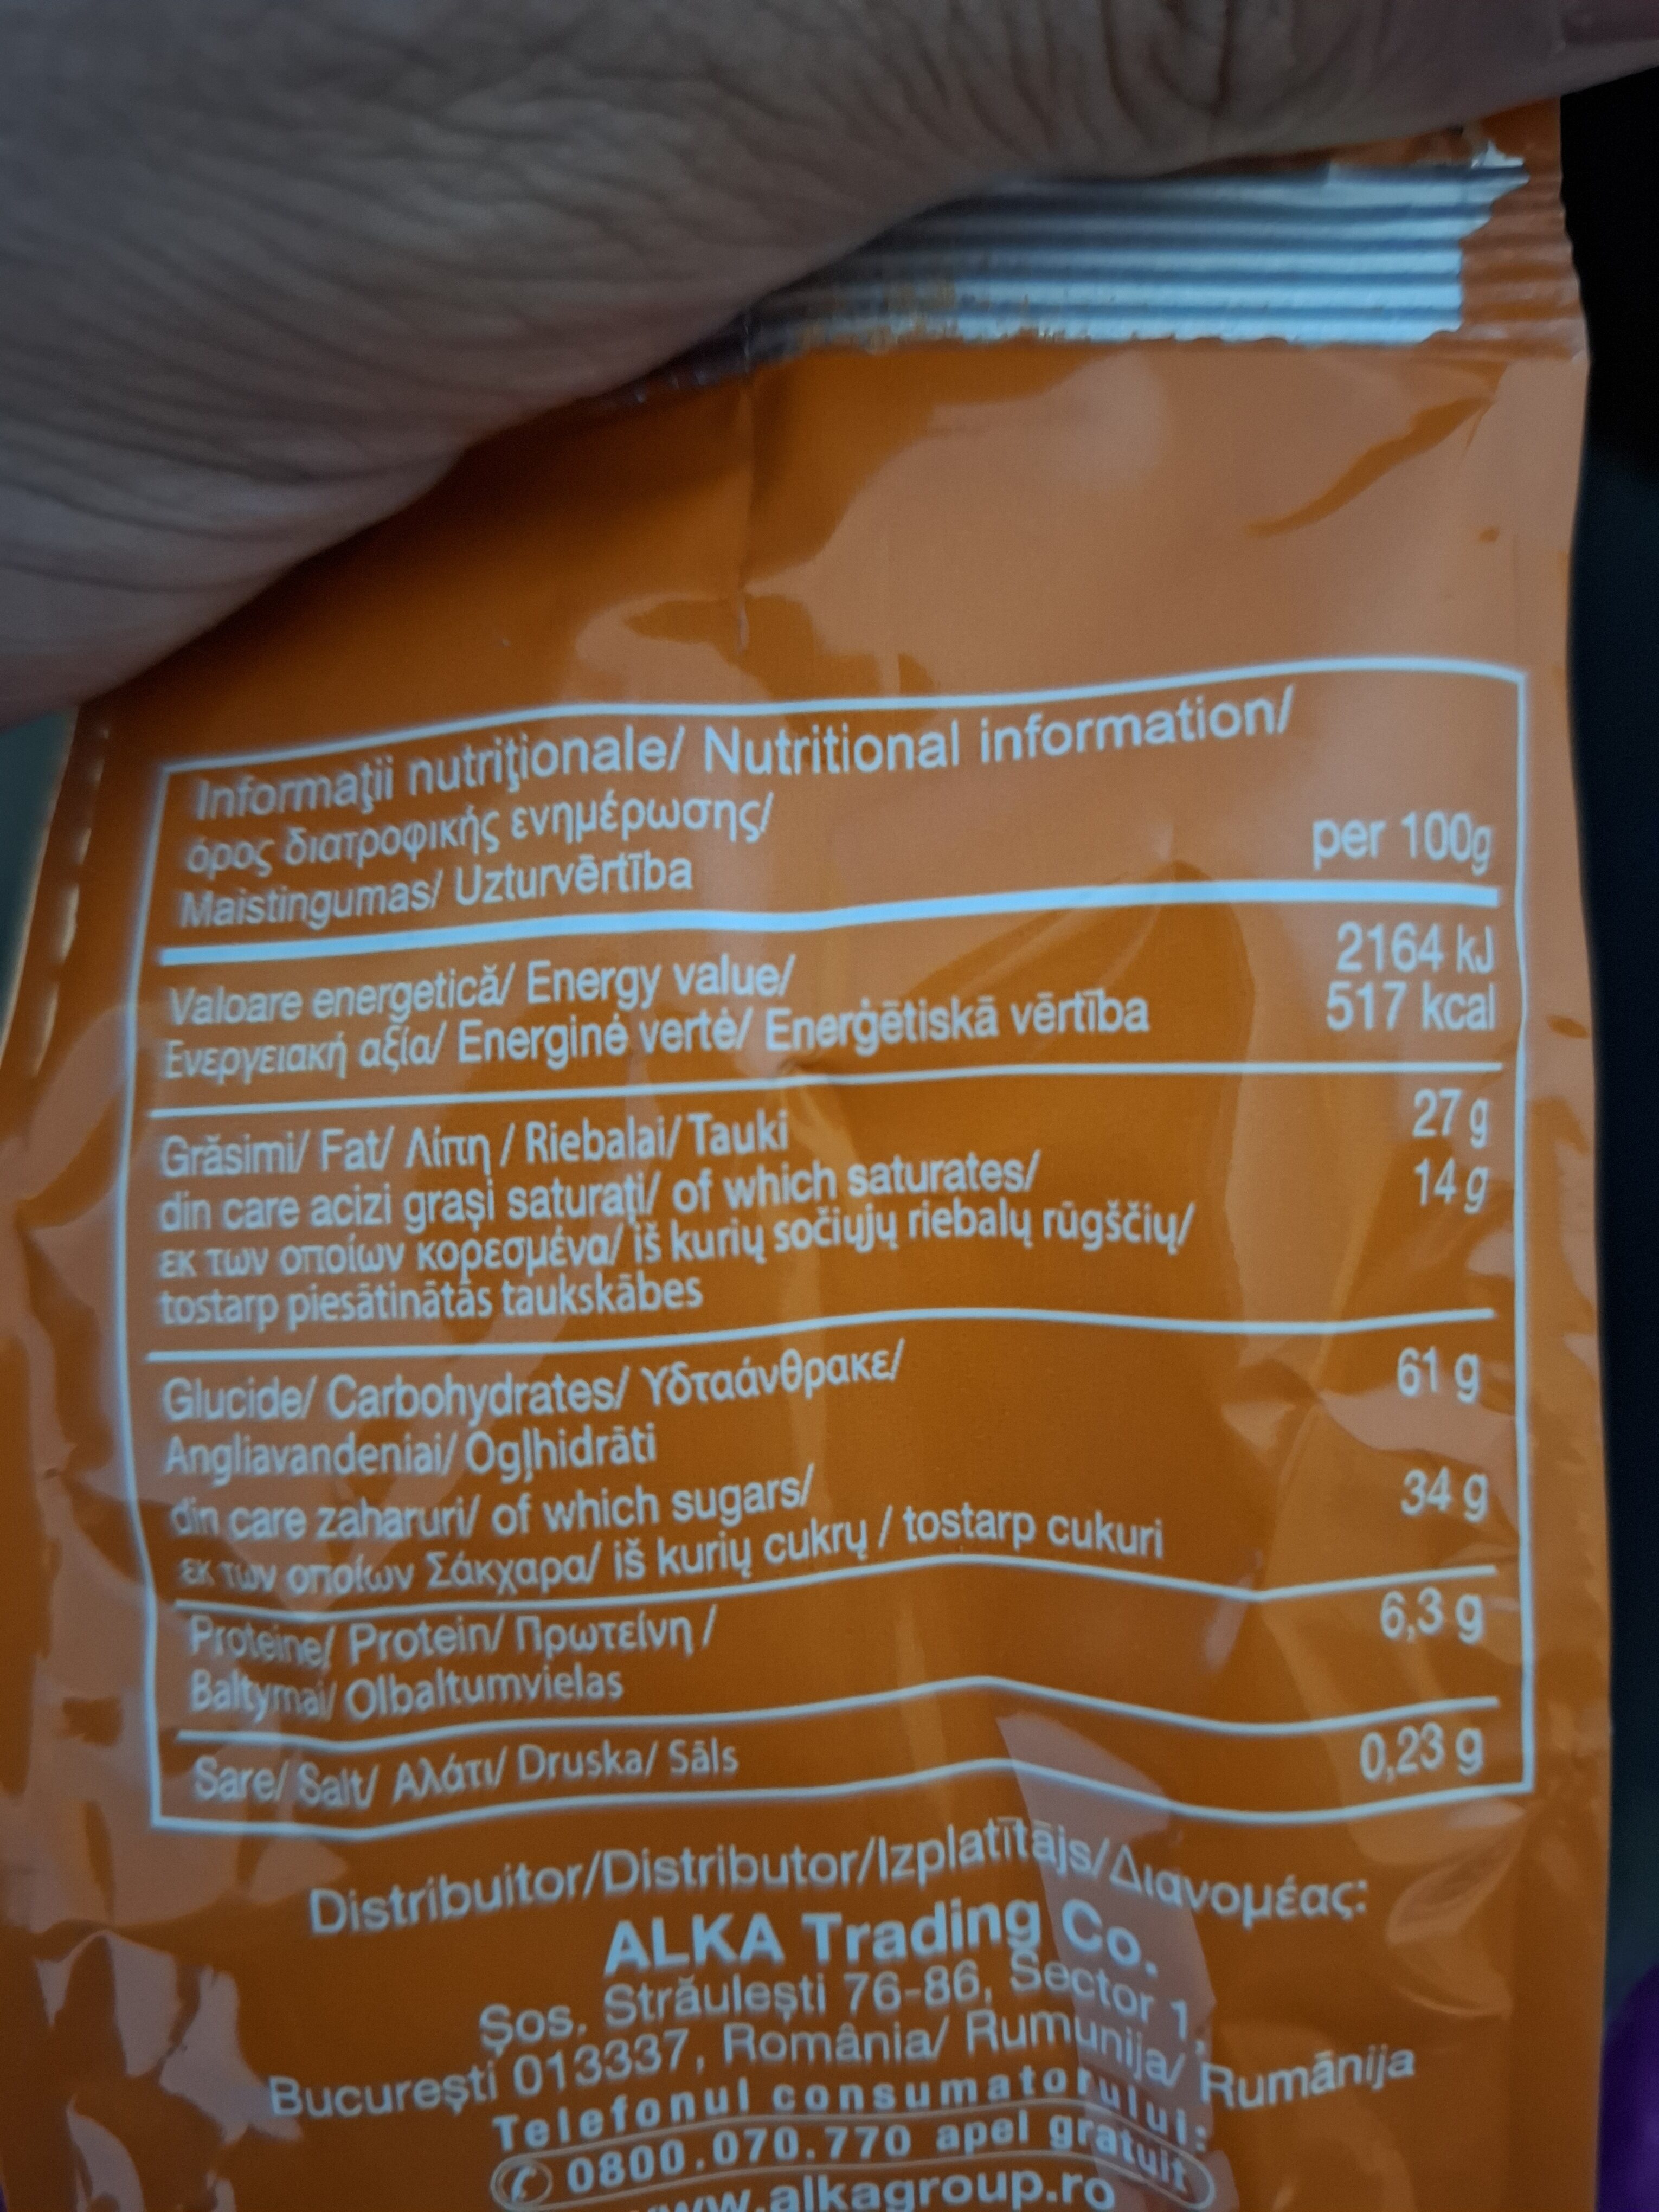 Informaţii nutriţionale/ Nutritional information/
όρος διατροφικής ενημέρωσης/
Maistingumas/ Uzturvērtība
per 100g
Valoare energetică/ Energy value/
Ενεργειακή αξία/ Energinė vertė/ Enerģētiskā vērtība
2164 kJ
517 kcal
Grăsimi/ Fat/ Λίπη / Riebalai/ Tauki
27 g
din care acizi graşi saturaţi/ of which saturates/
14 g
εκ των οποίων κορεσμένα/ iš kurių sočiųjų riebalų rūgščių/
tostarp piesātinātās taukskābes
Glucide/ Carbohydrates/ Υδταάνθρακε/
61 g
Angliavandeniai/ Ogļhidrāti
din care zaharuri/ of which sugars/
34 g
εκ των οποίων Σάκχαρα/ iš kurių cukrų / tostarp cukuri
Proteine/ Protein/ Πρωτεΐνη /
6,3 g
Baltymai/ Olbaltumvielas
Sare/ Salt/ Αλάτι/ Druska/ Sāls
0,23 g
Distribuitor/Distributor/Izplatītājs/Διανομέας:
ALKA Trading Co.
Şos. Străuleşti 76-86, Sector 1,
Bucureşti 013337, România/ Rumunija/ Rumānija
Telefonul consumatorului:
0800.070.770 apel gratuit
www.alkagroup.ro